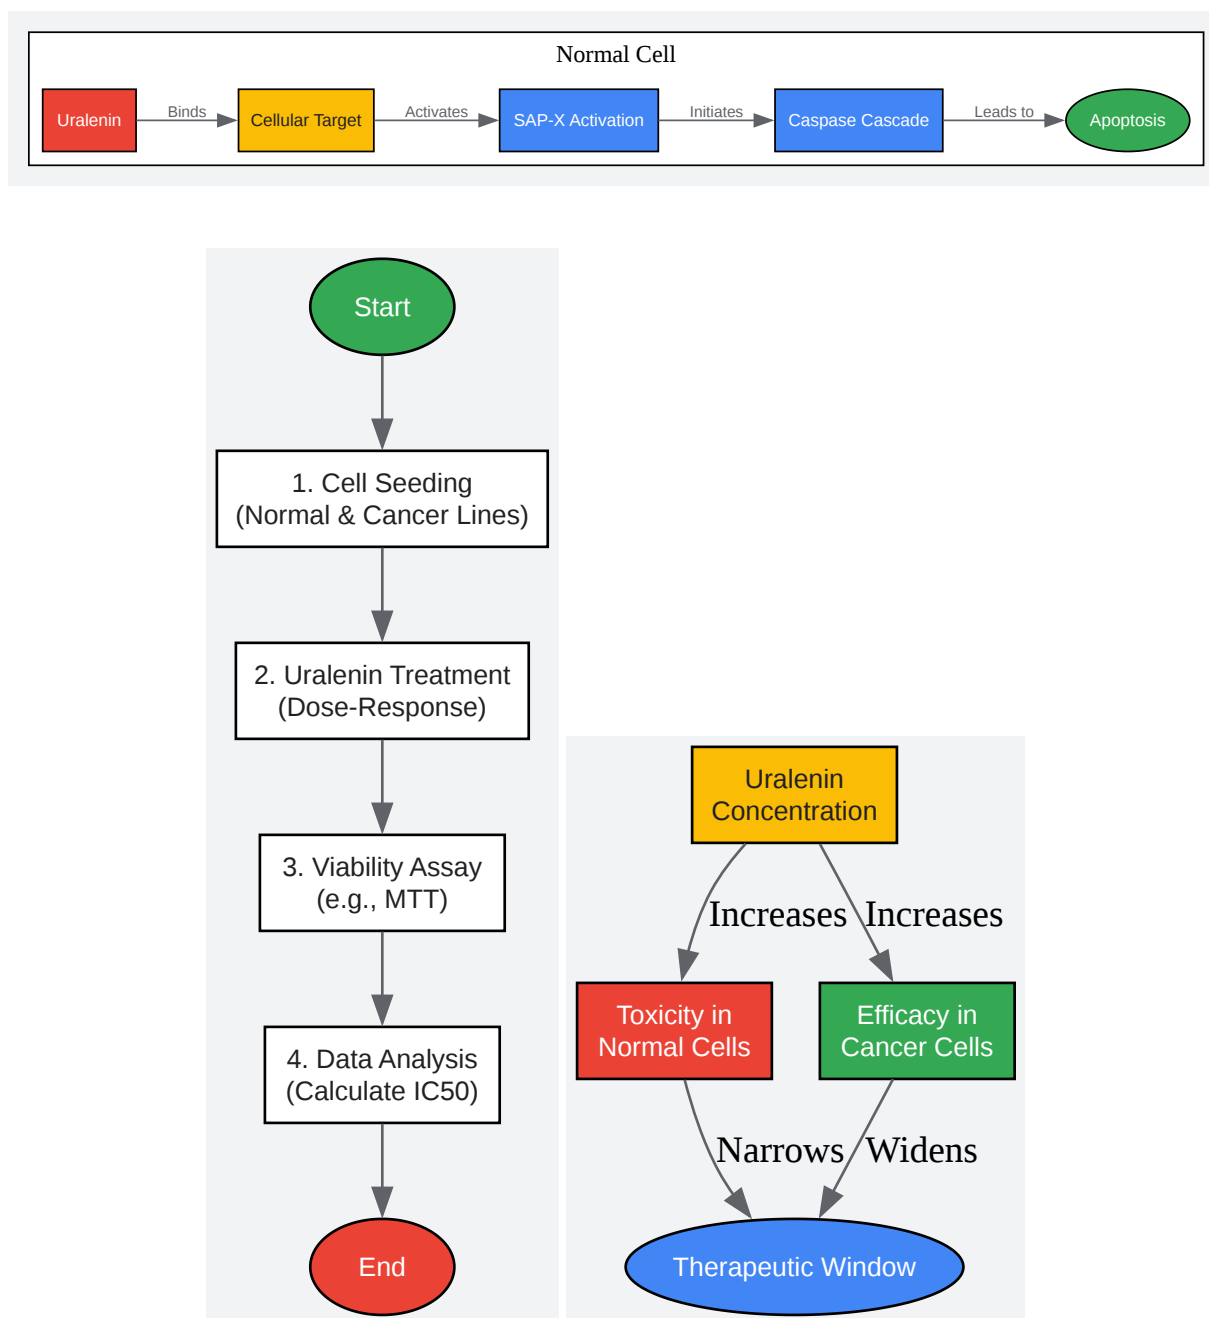 Normal Cell
Uralenin
Binds
Cellular Target
Activates
SAP-X Activation
Initiates
Caspase Cascade
Leads to
Apoptosis
Start
1. Cell Seeding
(Normal & Cancer Lines)
2. Uralenin Treatment
(Dose-Response)
3. Viability Assay
(e.g., MTT)
4. Data Analysis
(Calculate IC50)
End
Uralenin
Concentration
Increases
Increases
Toxicity in
Normal Cells
Efficacy in
Cancer Cells
Narrows
Widens
Therapeutic Window